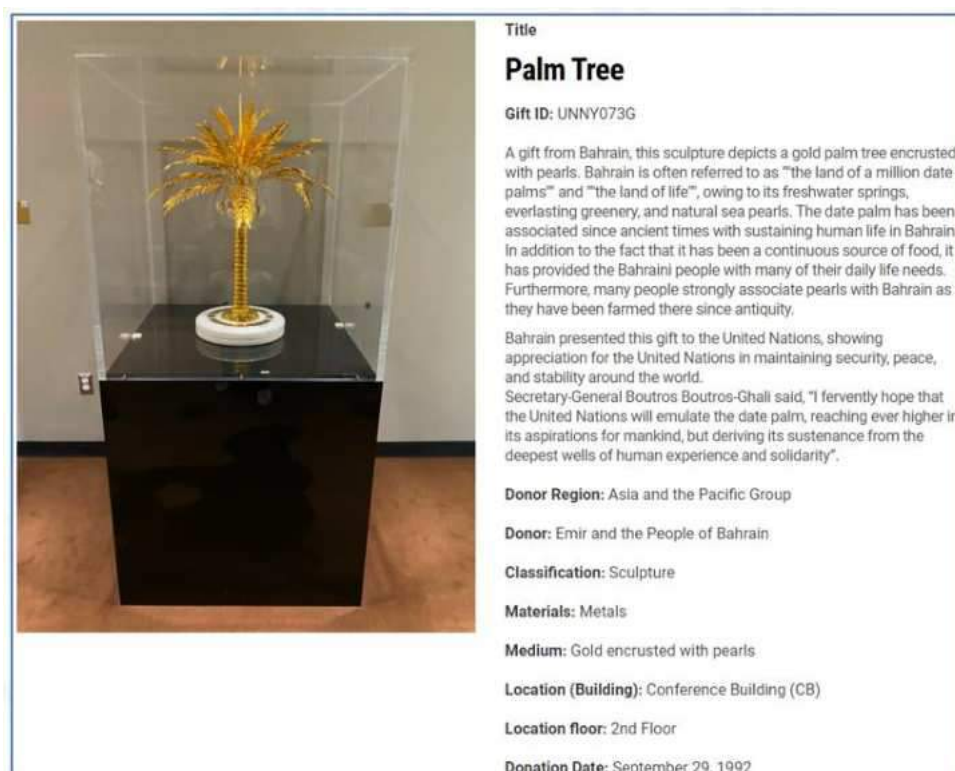 Title
Palm Tree
Gift ID: UNNY073G
A gift from Bahrain, this sculpture depicts a gold palm tree encrusted
with pearls. Bahrain is often referred to as ""the land of a million date
palms"" and ""the land of life"", owing to its freshwater springs,
everlasting greenery, and natural sea pearls. The date palm has been
associated since ancient times with sustaining human life in Bahrain
In addition to the fact that it has been a continuous source of food, it
has provided the Bahraini people with many of their daily life needs.
Furthermore, many people strongly associate pearls with Bahrain as
they have been farmed there since antiquity.
Bahrain presented this gift to the United Nations, showing
appreciation for the United Nations in maintaining security, peace,
and stability around the world.
Secretary-General Boutros Boutros-Ghali said, "I fervently hope that
the United Nations will emulate the date palm, reaching ever higher in
its aspirations for mankind, but deriving its sustenance from the
deepest wells of human experience and solidarity".
Donor Region: Asia and the Pacific Group
Donor: Emir and the People of Bahrain
Classification: Sculpture
Materials: Metals
Medium: Gold encrusted with pearls
Location (Building): Conference Building (CB)
Location floor: 2nd Floor
Donation Date: September 29, 1992